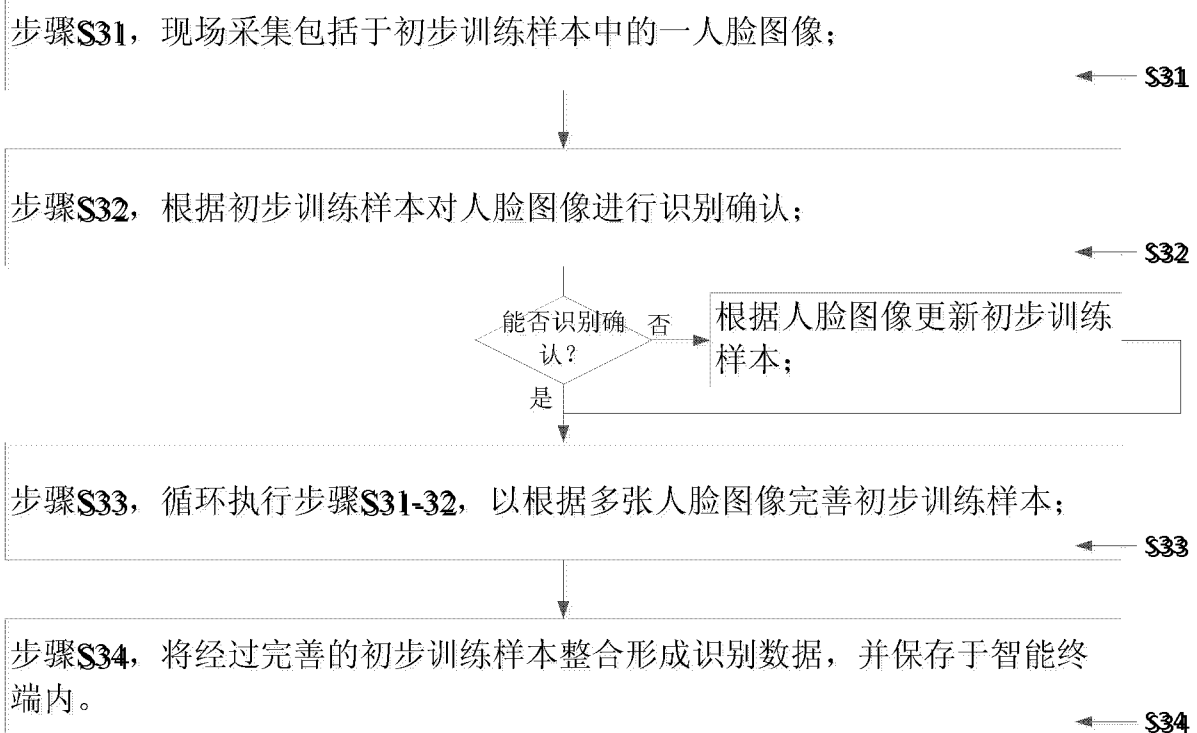 步骤S31，现场采集包括于初步训练样本中的一人脸图像；
S31
步骤S32，根据初步训练样本对人脸图像进行识别确认；
S32
能否识别确
认？
否
根据人脸图像更新初步训练
样本；
是
步骤S33，循环执行步骤S31-32，以根据多张人脸图像完善初步训练样本；
S33
步骤S34，将经过完善的初步训练样本整合形成识别数据，并保存于智能终
端内。
S34